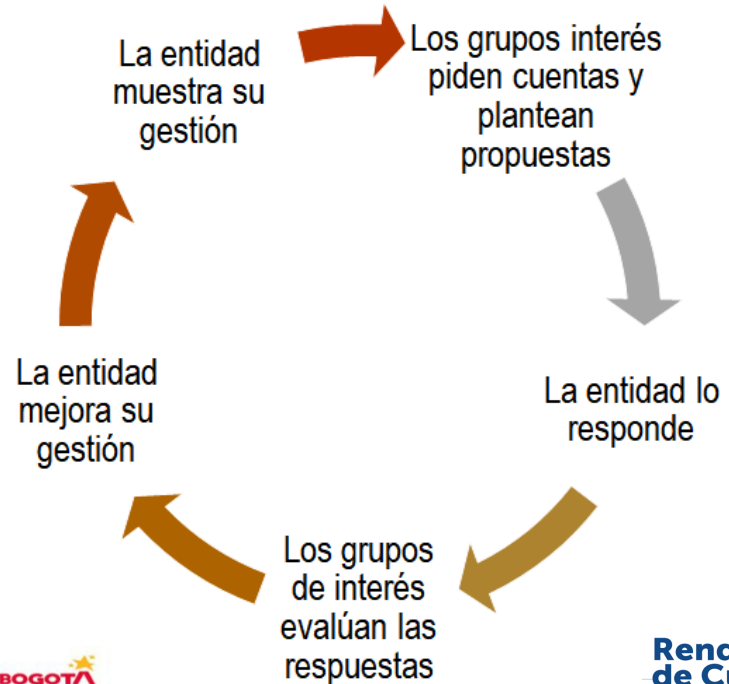 La entidad
muestra su
gestión
Los grupos interés
piden cuentas y
plantean
propuestas
La entidad lo
responde
Los grupos
de interés
evalúan las
respuestas
La entidad
mejora su
gestión
BOGOTÁ